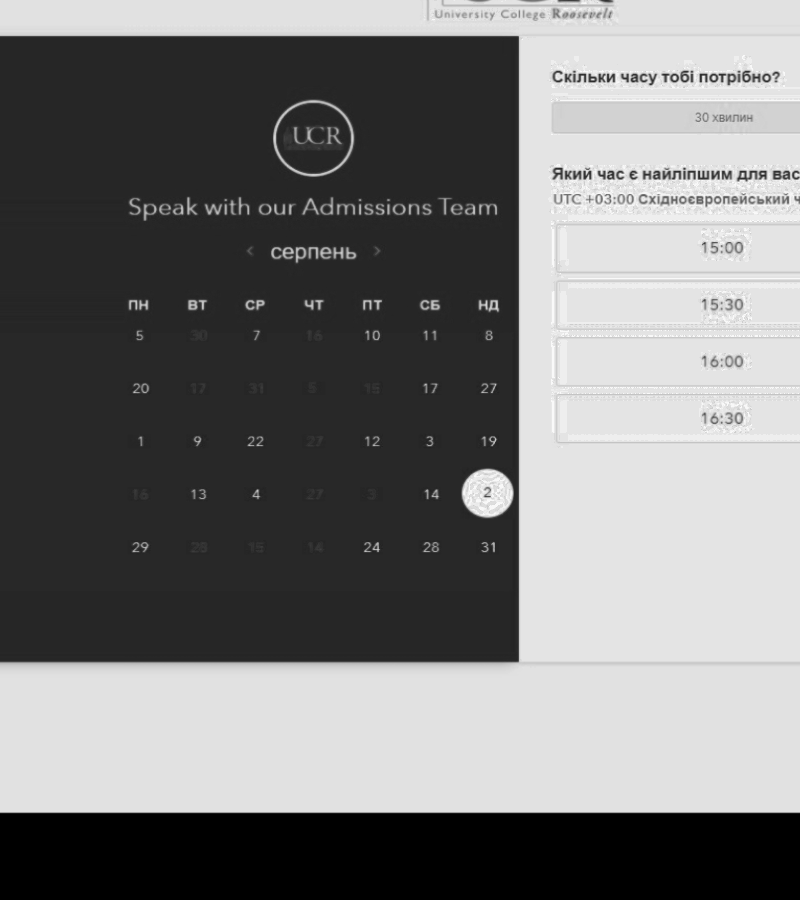 University College Roosevelt
UCR
Speak with our Admissions Team
‹ серпень ›
ПН ВТ СР ЧТ ПТ СБ НД
5 30 7 16 10 11 8
20 17 31 5 15 17 27
1 9 22 27 12 3 19
16 13 4 27 3 14 2
29 28 15 14 24 28 31
Скільки часу тобі потрібно?
30 хвилин
Який час є найліпшим для вас
UTC +03:00 Східноєвропейський ч
15:00
15:30
16:00
16:30